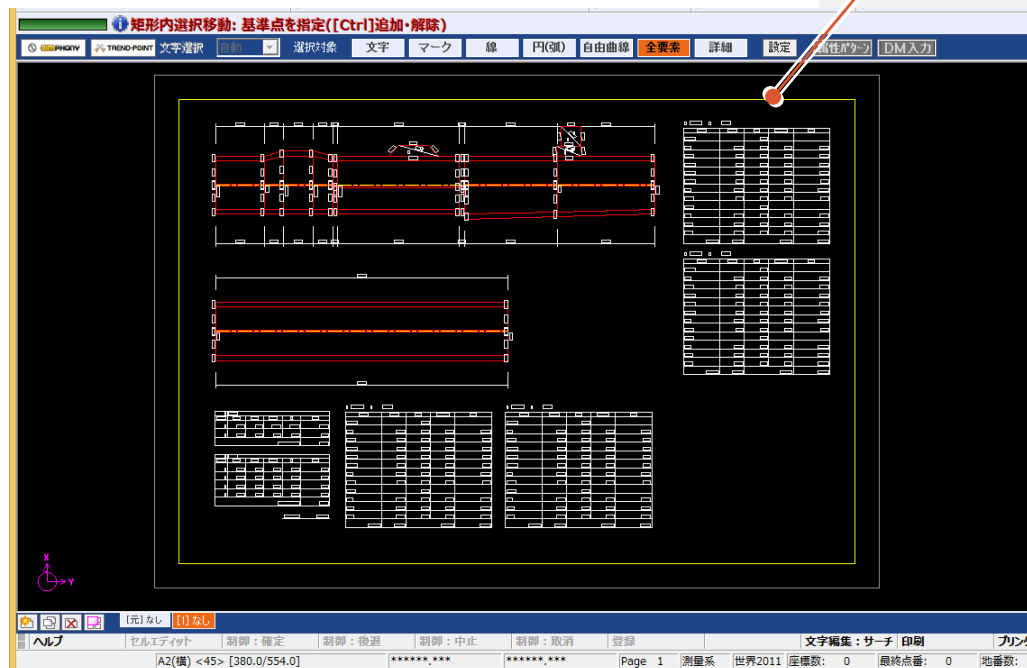 矩形内選択移動: 基準点を指定([Ctrl]追加・解除)
SiTECH PHONY TREND-POINT 文字選択 自動 選択対象 文字 マーク 線 円(弧) 自由曲線 全要素 詳細 設定 属性パターン DM入力
X
Y
[元] なし [1] なし
ヘルプ セルエディット 制御:確定 制御:後退 制御:中止 制御:取消 登録 文字編集:サーチ 印刷 プリンタ
A2(横) <45> [380.0/554.0] ******.*** ******.*** Page 1 測量系 世界2011 座標数: 0 最終点番: 0 地番数: